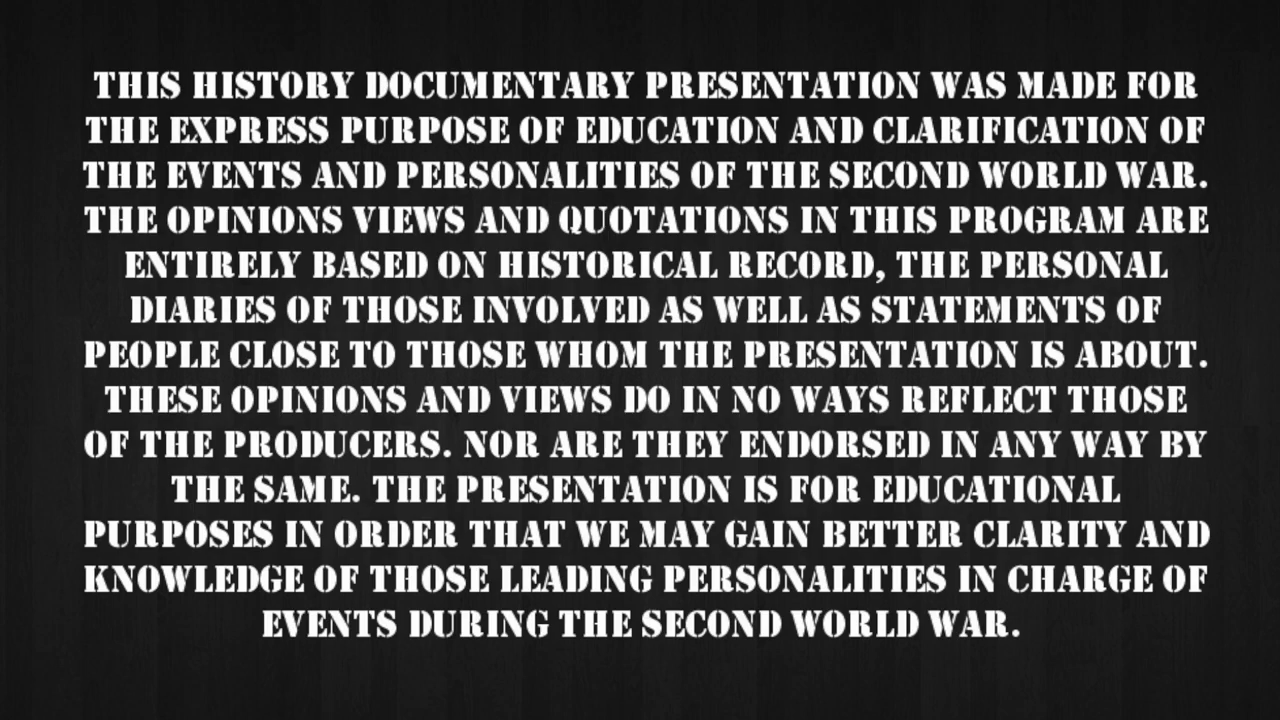 THIS HISTORY DOCUMENTARY PRESENTATION WAS MADE FOR
THE EXPRESS PURPOSE OF EDUCATION AND CLARIFICATION OF
THE EVENTS AND PERSONALITIES OF THE SECOND WORLD WAR.
THE OPINIONS VIEWS AND QUOTATIONS IN THIS PROGRAM ARE
ENTIRELY BASED ON HISTORICAL RECORD, THE PERSONAL
DIARIES OF THOSE INVOLVED AS WELL AS STATEMENTS OF
PEOPLE CLOSE TO THOSE WHOM THE PRESENTATION IS ABOUT.
THESE OPINIONS AND VIEWS DO IN NO WAYS REFLECT THOSE
OF THE PRODUCERS. NOR ARE THEY ENDORSED IN ANY WAY BY
THE SAME. THE PRESENTATION IS FOR EDUCATIONAL
PURPOSES IN ORDER THAT WE MAY GAIN BETTER CLARITY AND
KNOWLEDGE OF THOSE LEADING PERSONALITIES IN CHARGE OF
EVENTS DURING THE SECOND WORLD WAR.